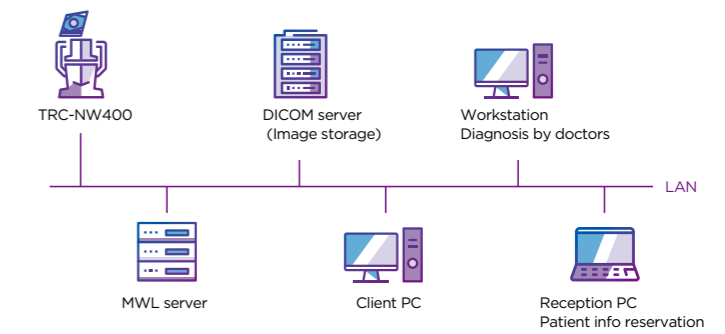 TRC-NW400
DICOM server
(Image storage)
Workstation
Diagnosis by doctors
LAN
MWL server
Client PC
Reception PC
Patient info reservation